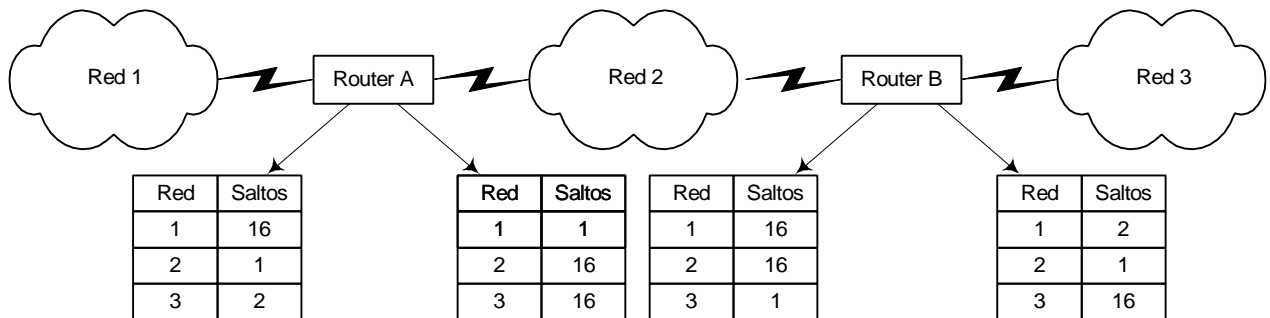 Red 1
Router A
Red 2
Router B
Red 3
Red Saltos
1 16
2 1
3 2
Red Saltos
1 1
2 16
3 16
Red Saltos
1 16
2 16
3 1
Red Saltos
1 2
2 1
3 16